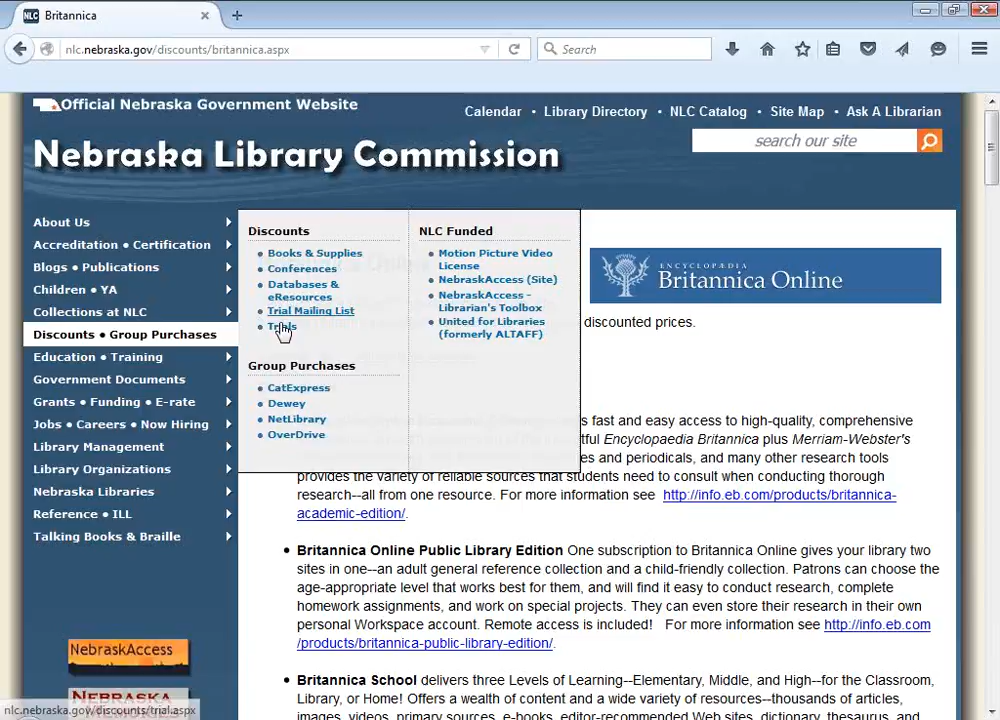 NLC Britannica
nlc.nebraska.gov/discounts/britannica.aspx
Search
Official Nebraska Government Website
Calendar • Library Directory • NLC Catalog • Site Map • Ask A Librarian
Nebraska Library Commission
search our site
About Us
Accreditation • Certification
Blogs • Publications
Children • YA
Collections at NLC
Discounts • Group Purchases
Education • Training
Government Documents
Grants • Funding • E-rate
Jobs • Careers • Now Hiring
Library Management
Library Organizations
Nebraska Libraries
Reference • ILL
Talking Books & Braille
Discounts
• Books & Supplies
• Conferences
• Databases &
eResources
• Trial Mailing List
• Trials
Group Purchases
• CatExpress
• Dewey
• NetLibrary
• OverDrive
NLC Funded
• Motion Picture Video
License
• NebraskAccess (Site)
• NebraskAccess -
Librarian's Toolbox
• United for Libraries
(formerly ALTAFF)
ENCYCLOPÆDIA
Britannica Online
discounted prices.
s fast and easy access to high-quality, comprehensive
tful Encyclopaedia Britannica plus Merriam-Webster's
es and periodicals, and many other research tools
provides the variety of reliable sources that students need to consult when conducting thorough
research--all from one resource. For more information see http://info.eb.com/products/britannica-
academic-edition/.
• Britannica Online Public Library Edition One subscription to Britannica Online gives your library two
sites in one--an adult general reference collection and a child-friendly collection. Patrons can choose the
age-appropriate level that works best for them, and will find it easy to conduct research, complete
homework assignments, and work on special projects. They can even store their research in their own
personal Workspace account. Remote access is included! For more information see http://info.eb.com
/products/britannica-public-library-edition/.
• Britannica School delivers three Levels of Learning--Elementary, Middle, and High--for the Classroom,
Library, or Home! Offers a wealth of content and a wide variety of resources--thousands of articles,
images, videos, primary sources, e-books, editor-recommended Web sites, dictionary, thesaurus, and
NebraskAccess
NEBRASKA
nlc.nebraska.gov/discounts/trial.aspx